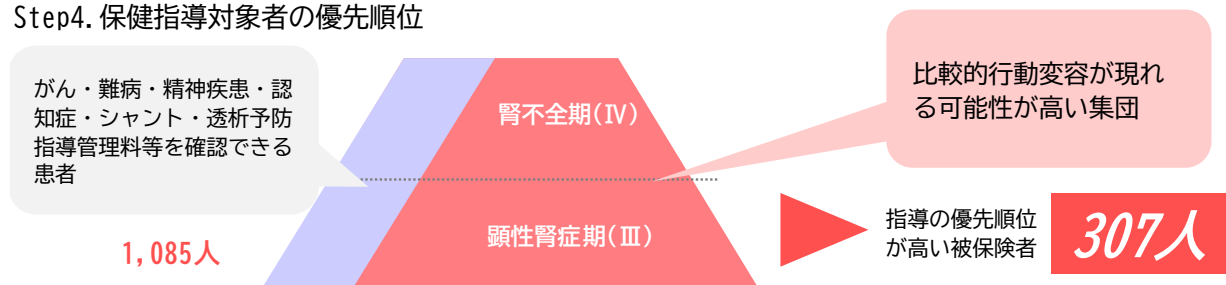 Step4.保健指導対象者の優先順位
がん・難病・精神疾患・認
知症・シャント・透析予防
指導管理料等を確認できる
患者
1,085人
腎不全期(Ⅳ)
顕性腎症期(Ⅲ)
比較的行動変容が現れ
る可能性が高い集団
指導の優先順位
が高い被保険者
307人